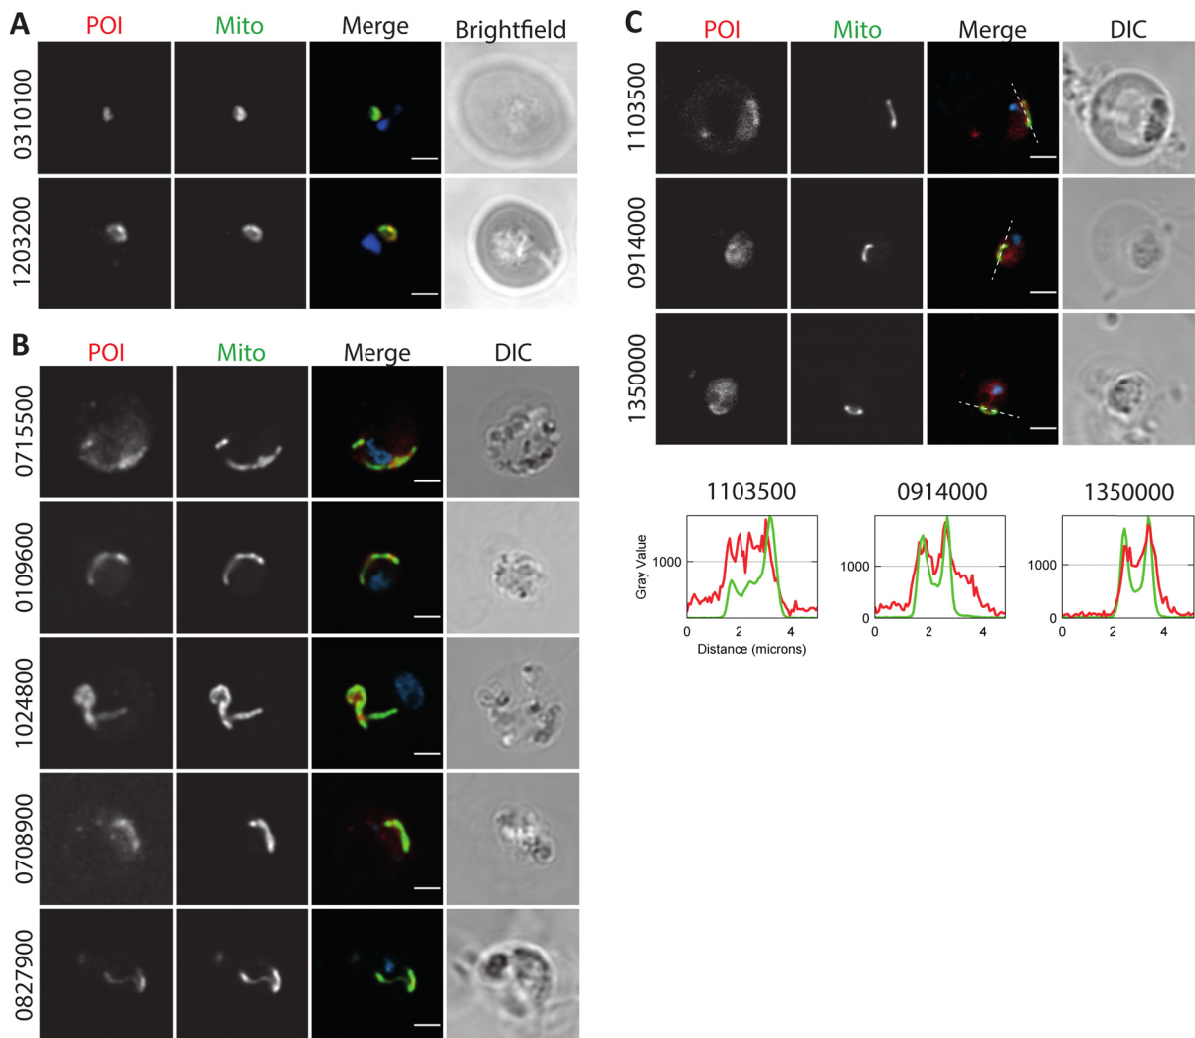 A
POI Mito Merge Brightfield
0310100
1203200
B
POI Mito Merge DIC
0715500
0109600
1024800
0708900
0827900
C
POI Mito Merge DIC
1103500
0914000
1350000
1103500 0914000 1350000
Gray Value
1000
0 2 4
Distance (microns)
1000
0
0 2 4
1000
0
0 2 4